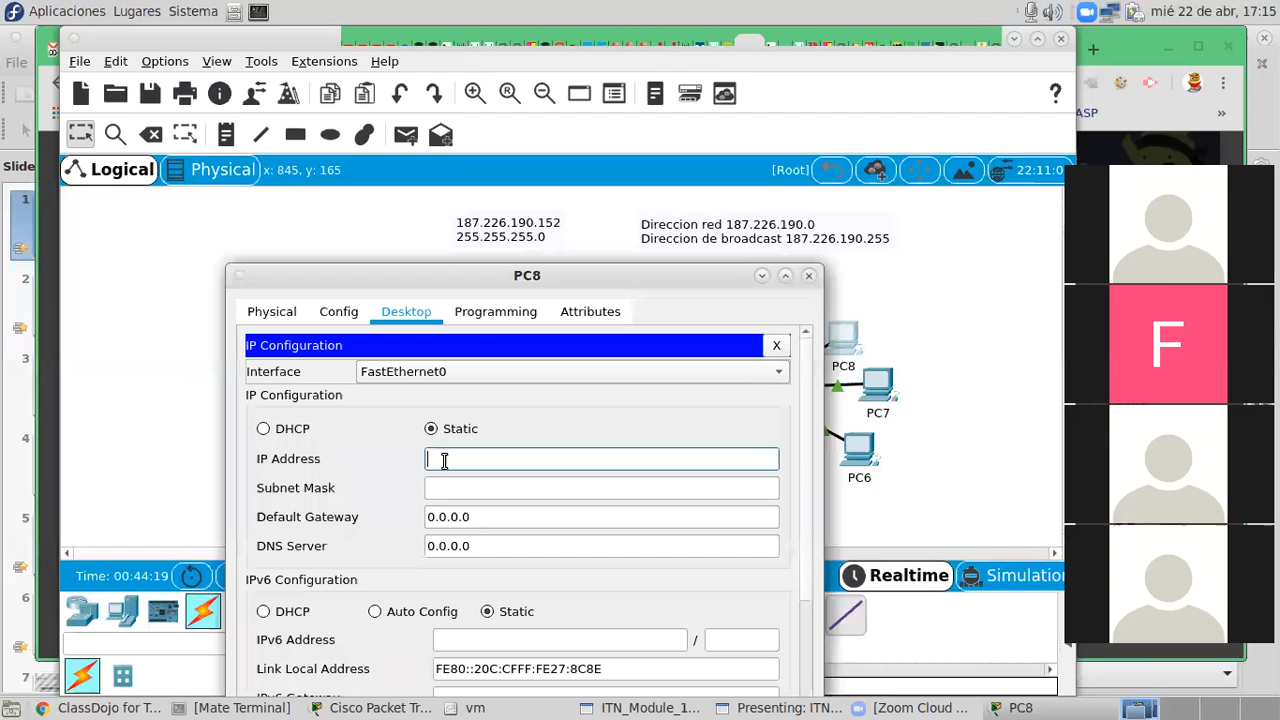 Aplicaciones Lugares Sistema
mié 22 de abr, 17:15
File
File Edit Options View Tools Extensions Help
ASP
»
Slide
Logical
Physical
x: 845, y: 165
[Root]
22:11:0
187.226.190.152
255.255.255.0
Direccion red 187.226.190.0
Direccion de broadcast 187.226.190.255
PC8
Physical Config Desktop Programming Attributes
IP Configuration
X
Interface
FastEthernet0
IP Configuration
DHCP
Static
IP Address
Subnet Mask
Default Gateway
0.0.0.0
DNS Server
0.0.0.0
IPv6 Configuration
DHCP
Auto Config
Static
IPv6 Address
/
Link Local Address
FE80::20C:CFFF:FE27:8C8E
PC8
PC7
PC6
F
1
2
3
5
6
7
Time: 00:44:19
Realtime
Simulation
ClassDojo for T...
[Mate Terminal]
Cisco Packet Tr...
vm
ITN_Module_1...
Presenting: ITN...
[Zoom Cloud ...
PC8